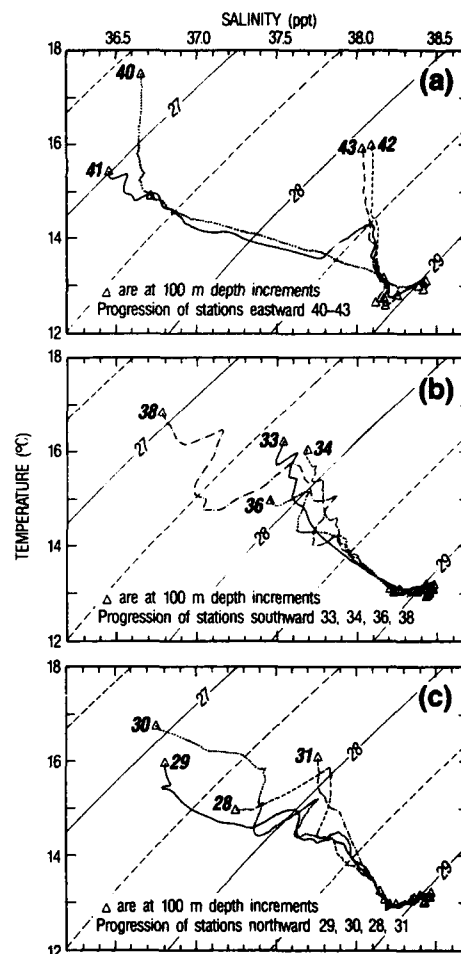 SALINITY (ppt)
36.5 37.0 37.5 38.0 38.5
18
17
16
15
14
13
12
(a)
40
41
43 42
27
28
29
△ are at 100 m depth increments
Progression of stations eastward 40–43
TEMPERATURE (ºC)
18
16
14
12
(b)
38
33
34
36
27
28
29
△ are at 100 m depth increments
Progression of stations southward 33, 34, 36, 38
18
16
14
12
(c)
30
29
28
31
27
28
29
△ are at 100 m depth increments
Progression of stations northward 29, 30, 28, 31